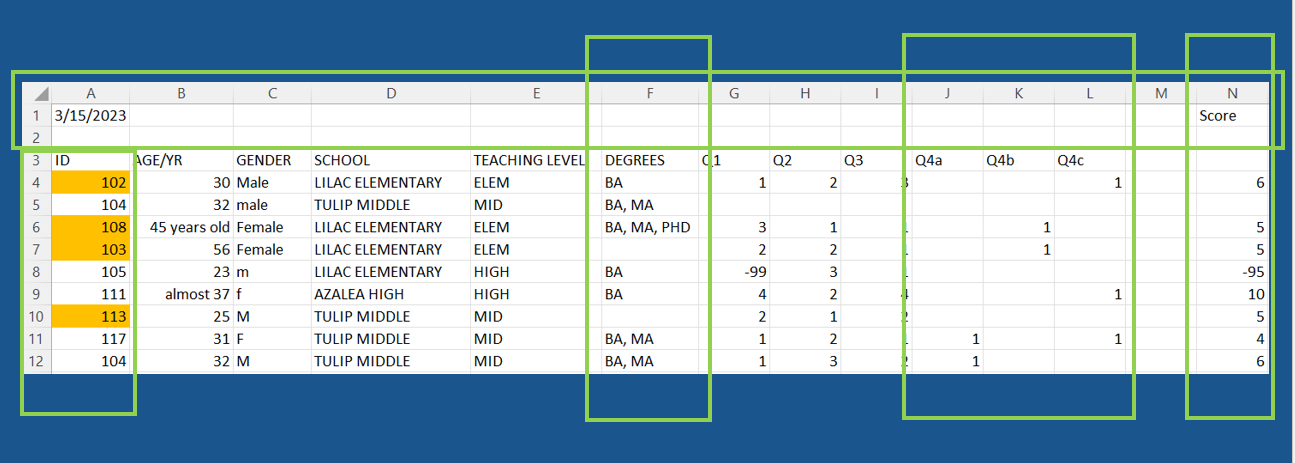 A B C D E F G H I J K L M N
1 3/15/2023 Score
2
3 ID AGE/YR GENDER SCHOOL TEACHING LEVEL DEGREES Q1 Q2 Q3 Q4a Q4b Q4c
4 102 30 Male LILAC ELEMENTARY ELEM BA 1 2 3 1 6
5 104 32 male TULIP MIDDLE MID BA, MA
6 108 45 years old Female LILAC ELEMENTARY ELEM BA, MA, PHD 3 1 1 1 5
7 103 56 Female LILAC ELEMENTARY ELEM 2 2 1 1 5
8 105 23 m LILAC ELEMENTARY HIGH BA -99 3 1 -95
9 111 almost 37 f AZALEA HIGH HIGH BA 4 2 4 1 10
10 113 25 M TULIP MIDDLE MID 2 1 2 5
11 117 31 F TULIP MIDDLE MID BA, MA 1 2 1 1 1 4
12 104 32 M TULIP MIDDLE MID BA, MA 1 3 2 1 6